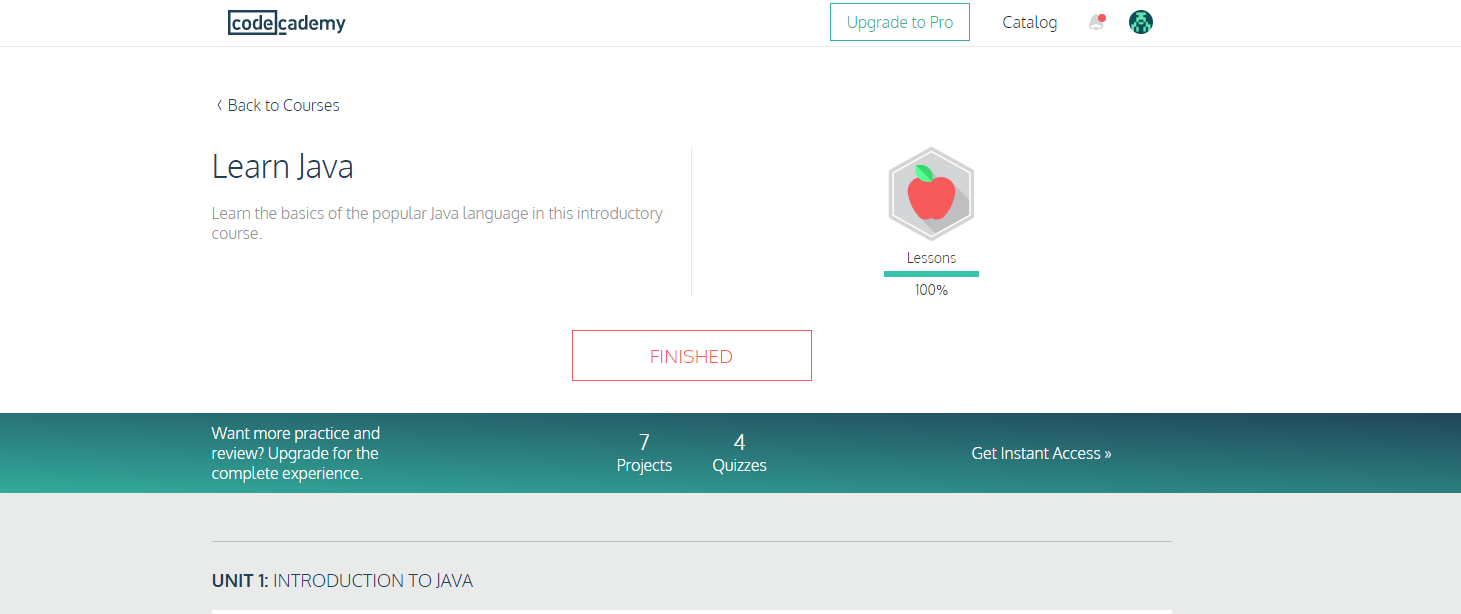 codecademy
Upgrade to Pro
Catalog
Back to Courses
Learn Java
Learn the basics of the popular Java language in this introductory
course.
Lessons
100%
FINISHED
Want more practice and
review? Upgrade for the
complete experience.
7
Projects
4
Quizzes
Get Instant Access »
UNIT 1: INTRODUCTION TO JAVA